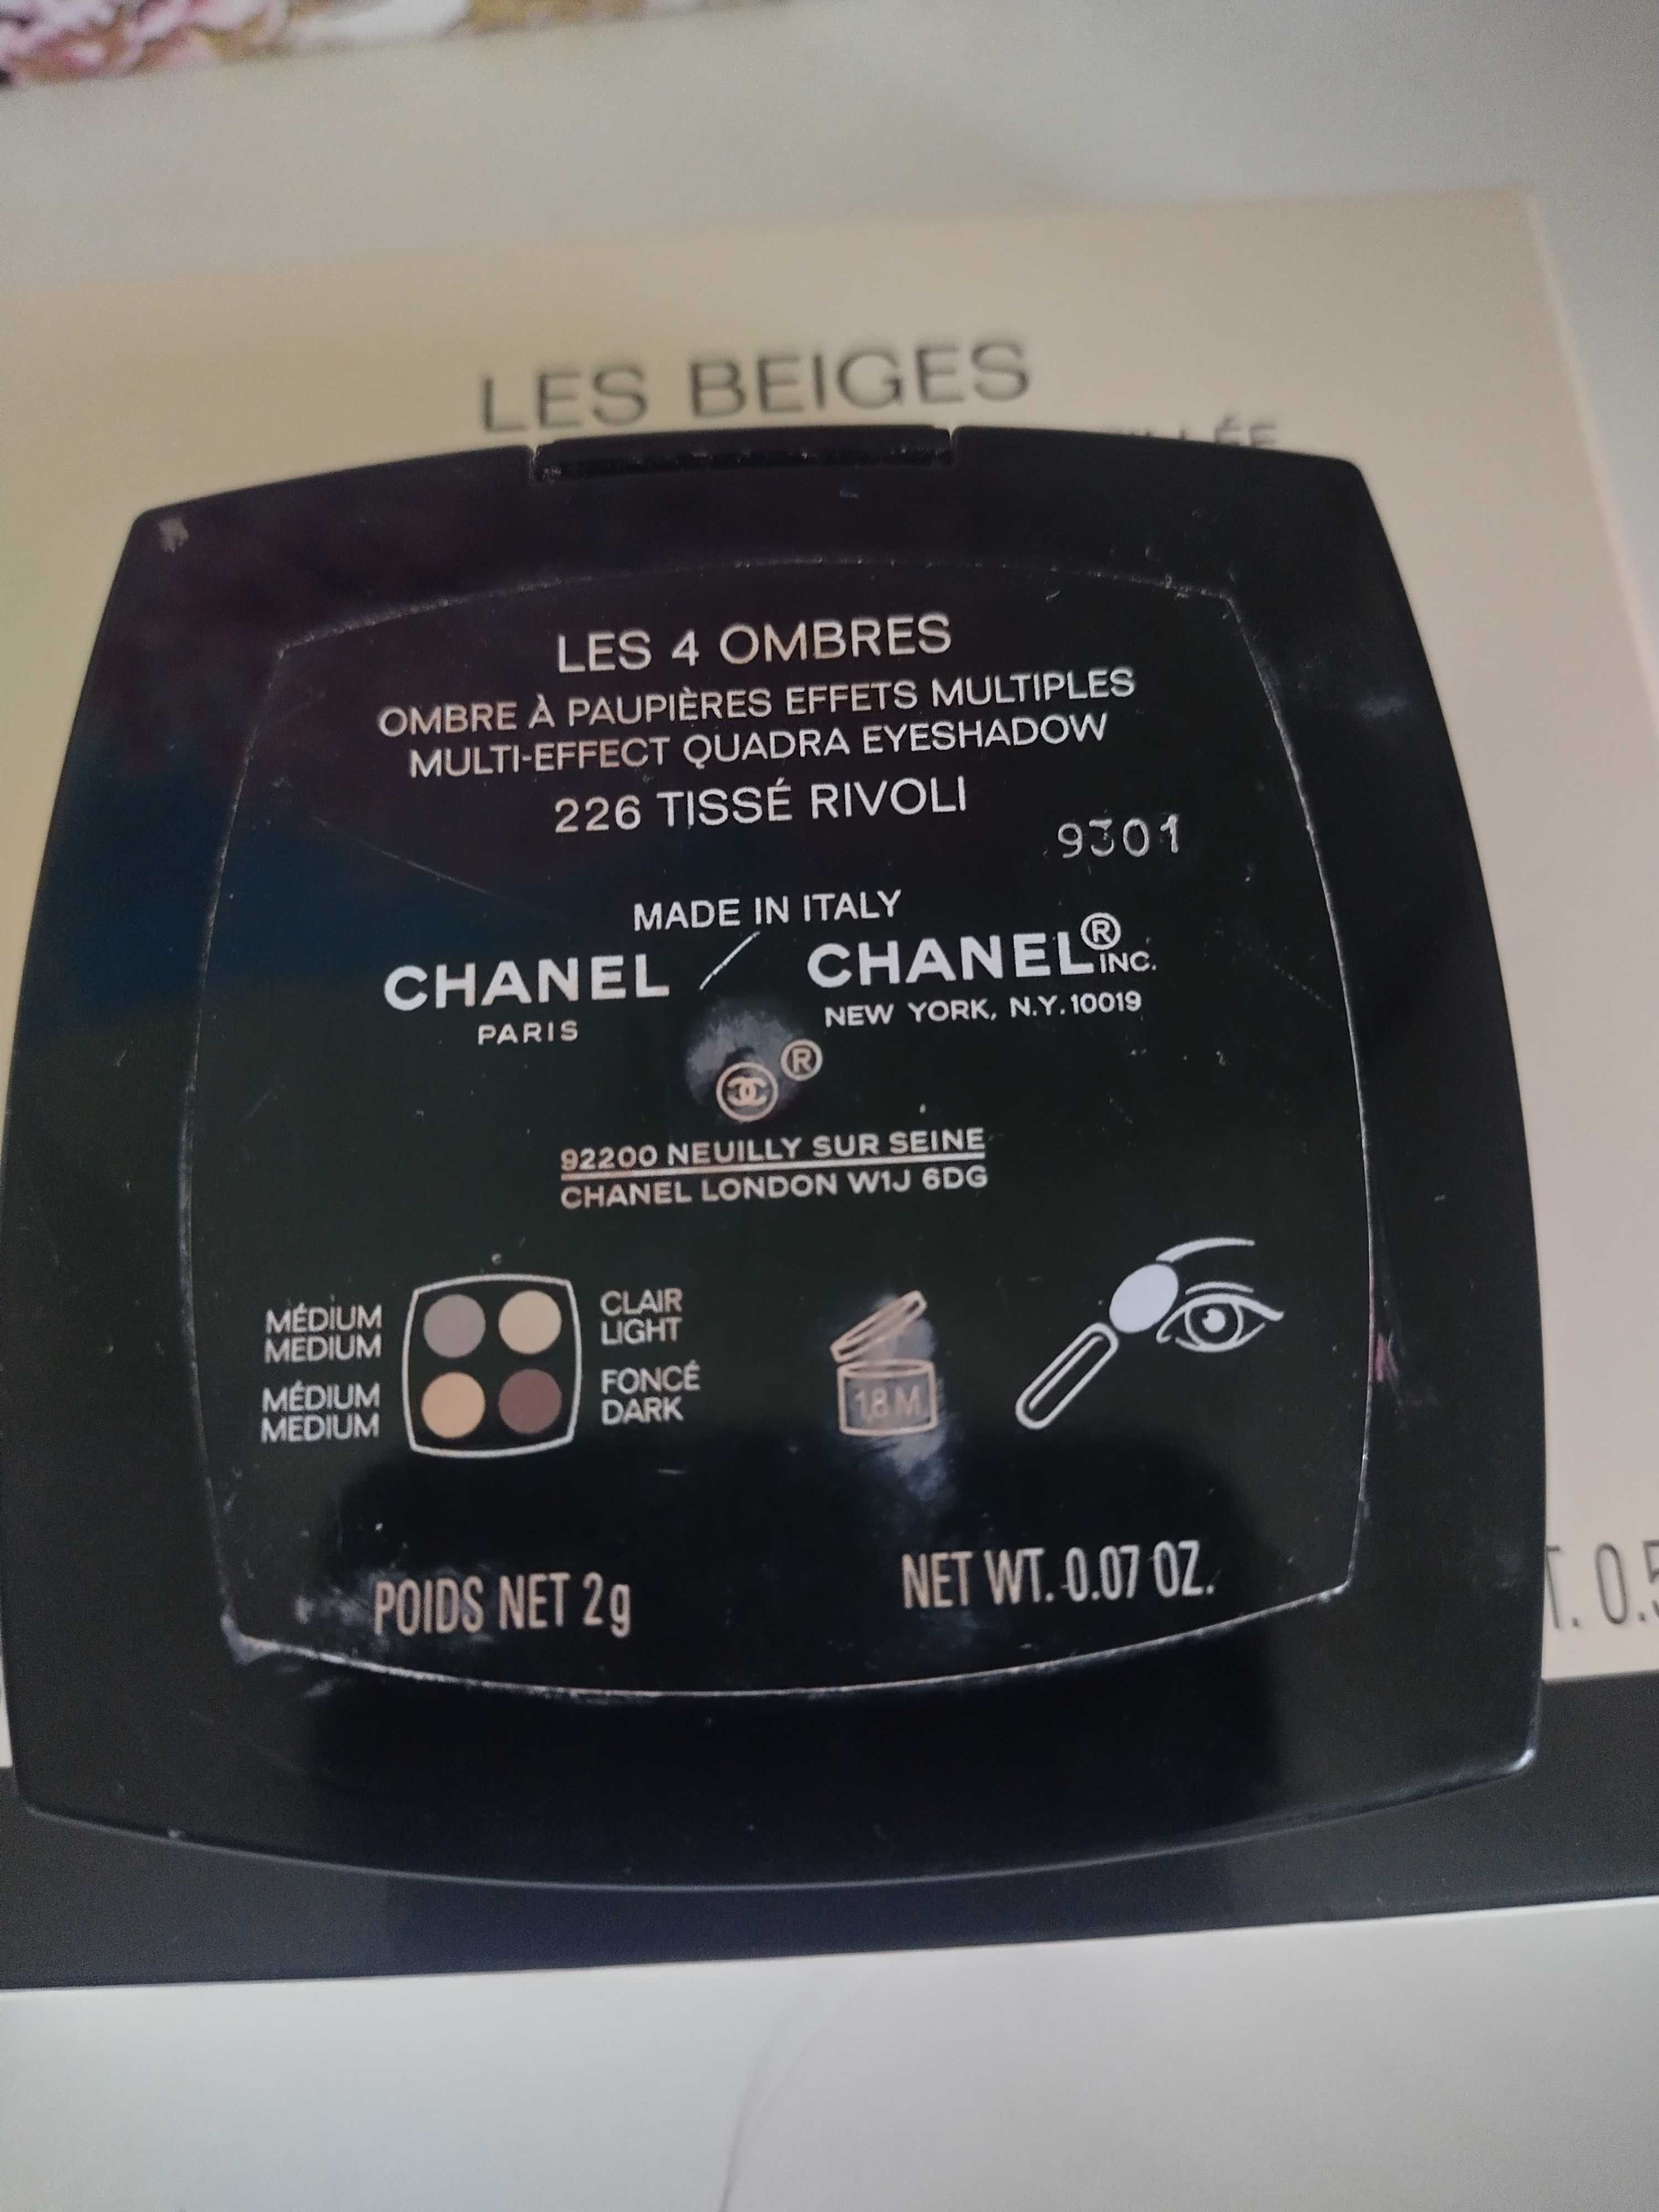 LES BEIGES
LES 4 OMBRES
OMBRE À PAUPIÈRES EFFETS MULTIPLES
MULTI-EFFECT QUADRA EYESHADOW
226 TISSÉ RIVOLI
9301
MADE IN ITALY
CHANEL
PARIS
CHANEL® INC.
NEW YORK, N.Y. 10019
®
92200 NEUILLY SUR SEINE
CHANEL LONDON W1J 6DG
MÉDIUM
MEDIUM
CLAIR
LIGHT
MÉDIUM
MEDIUM
FONCÉ
DARK
18 M
POIDS NET 2g
NET WT. 0.07 OZ.